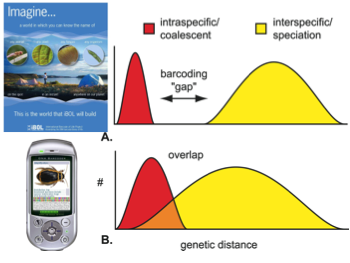 Imagine...
a world in which you can know the name of
This is the world that iBOL will build
iBOL
intraspecific/
coalescent
interspecific/
speciation
barcoding
"gap"
A.
overlap
#
B.
genetic distance